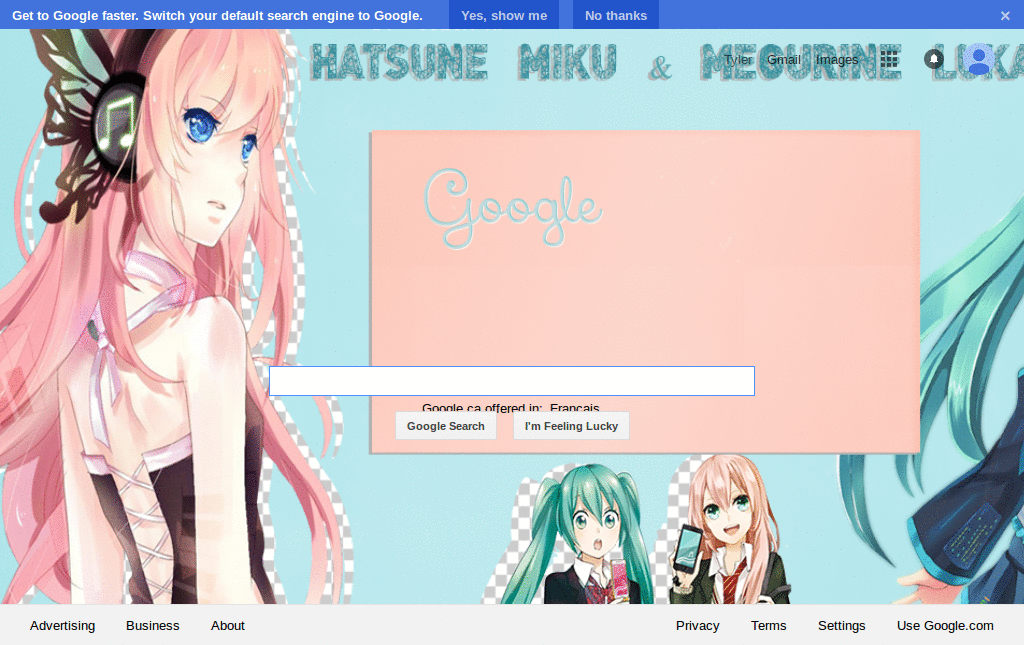 Get to Google faster. Switch your default search engine to Google. Yes, show me No thanks ×
HATSUNE MIKU & MEGURINE LUKA
Tyler Gmail Images
Google
Google.ca offered in: Français
Google Search I'm Feeling Lucky
Advertising Business About Privacy Terms Settings Use Google.com